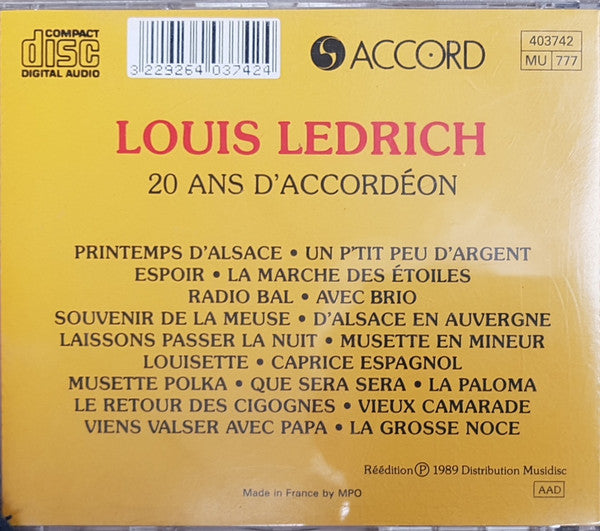 COMPACT
disc
DIGITAL AUDIO
3 229264 037424
ACCORD
403742
MU 777
LOUIS LEDRICH
20 ANS D'ACCORDÉON
PRINTEMPS D'ALSACE • UN P'TIT PEU D'ARGENT
ESPOIR • LA MARCHE DES ÉTOILES
RADIO BAL • AVEC BRIO
SOUVENIR DE LA MEUSE • D'ALSACE EN AUVERGNE
LAISSONS PASSER LA NUIT • MUSETTE EN MINEUR
LOUISETTE • CAPRICE ESPAGNOL
MUSETTE POLKA • QUE SERA SERA • LA PALOMA
LE RETOUR DES CIGOGNES • VIEUX CAMARADE
VIENS VALSER AVEC PAPA • LA GROSSE NOCE
Réédition ℗ 1989 Distribution Musidisc
Made in France by MPO
AAD